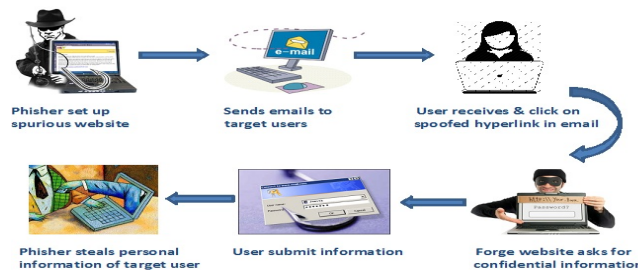 e-mail
Phisher set up
spurious website
Sends emails to
target users
User receives & click on
spoofed hyperlink in email
Password?
Forge website asks for
confidential information
User submit information
Phisher steals personal
information of target user